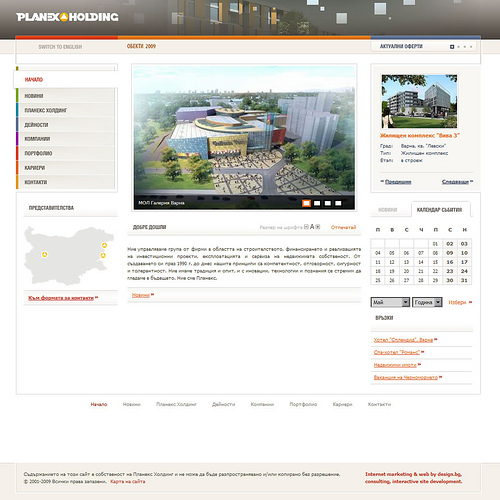 PLANEX HOLDING
SWITCH TO ENGLISH
ОБЕКТИ 2009
АКТУАЛНИ ОФЕРТИ
НАЧАЛО
НОВИНИ
ПЛАНЕКС ХОЛДИНГ
ДЕЙНОСТИ
КОМПАНИИ
ПОРТФОЛИО
КАРИЕРИ
КОНТАКТИ
МОЛ Галерия Варна
Жилищен комплекс "Вива 3"
Град: Варна, кв. "Левски"
Тип: Жилищен комплекс
Етап: в строеж
Предишни Следващи
ПРЕДСТАВИТЕЛСТВА
Към формата за контакти
ДОБРЕ ДОШЛИ
Размер на шрифта A Отпечатай
Ние управляваме група от фирми в областта на строителството, финансирането и реализацията
на инвестиционни проекти, експлоатацията и сервиза на недвижимата собственост. От
създаването си през 1990 г. до днес нашите принципи са компетентност, отговорност, сигурност
и толерантност. Ние имаме традиция и опит, и с иновации, технологии и познания се стремим да
гледаме в бъдещето. Ние сме Планекс.
Новини
НОВИНИ КАЛЕНДАР СЪБИТИЯ
П С Ч П С Н
01 02 03
04 05 06 07 08 09 10
11 12 13 14 15 16 17
18 19 20 21 22 23 24
25 26 27 28 29 30 31
Май Година Избери
ВРЪЗКИ
Хотел "Сплендид", Варна
Спа-хотел "Романс"
Недвижими имоти
Ваканция на Черноморието
Начало Новини Планекс Холдинг Дейности Компании Портфолио Кариери Контакти
Съдържанието на този сайт е собственост на Планекс Холдинг и не може да бъде разпространявано и/или копирано без разрешение.
© 2001-2009 Всички права запазени. Карта на сайта
Internet marketing & web by design.bg,
consulting, interactive site development.